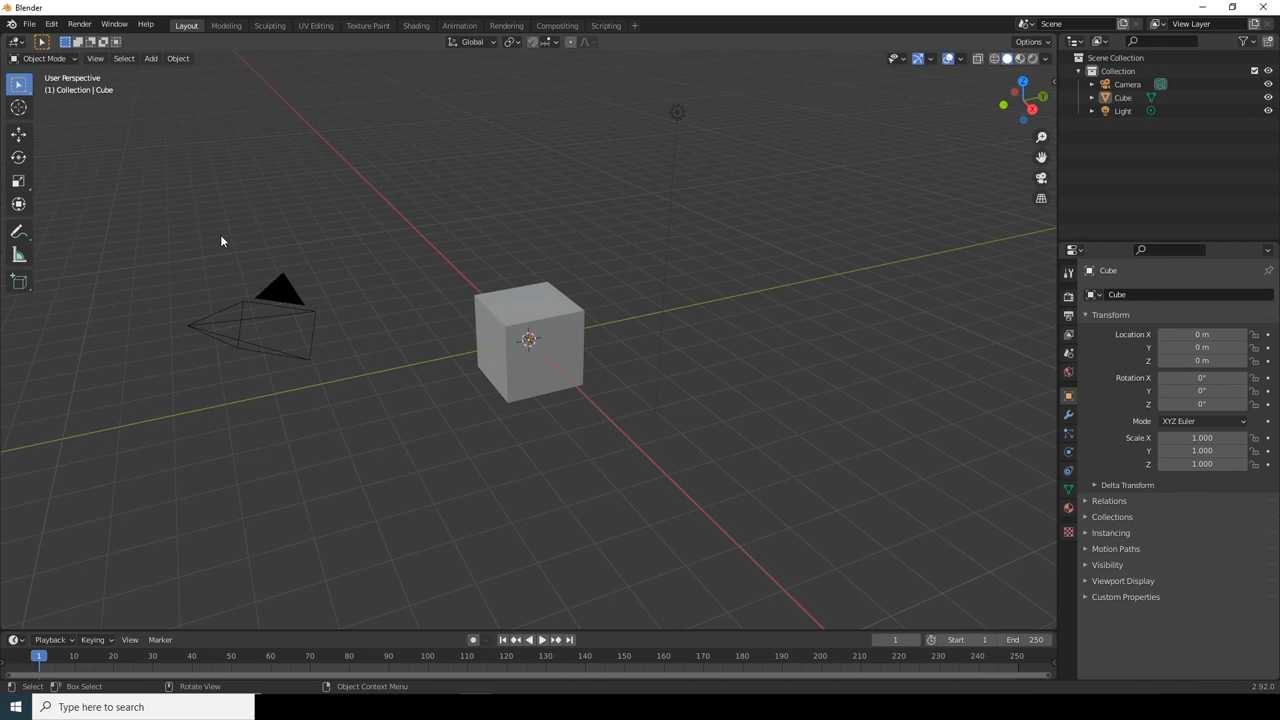 Blender
File Edit Render Window Help Layout Modeling Sculpting UV Editing Texture Paint Shading Animation Rendering Compositing Scripting + Scene View Layer
Global Options
Object Mode View Select Add Object
User Perspective
(1) Collection | Cube
Z
Y
X
Scene Collection
Collection
Camera
Cube
Light
Cube
Cube
Transform
Location X 0 m
Y 0 m
Z 0 m
Rotation X 0°
Y 0°
Z 0°
Mode XYZ Euler
Scale X 1.000
Y 1.000
Z 1.000
Delta Transform
Relations
Collections
Instancing
Motion Paths
Visibility
Viewport Display
Custom Properties
Playback Keying View Marker 1 Start 1 End 250
1 10 20 30 40 50 60 70 80 90 100 110 120 130 140 150 160 170 180 190 200 210 220 230 240 250
Select Box Select Rotate View Object Context Menu 2.92.0
Type here to search